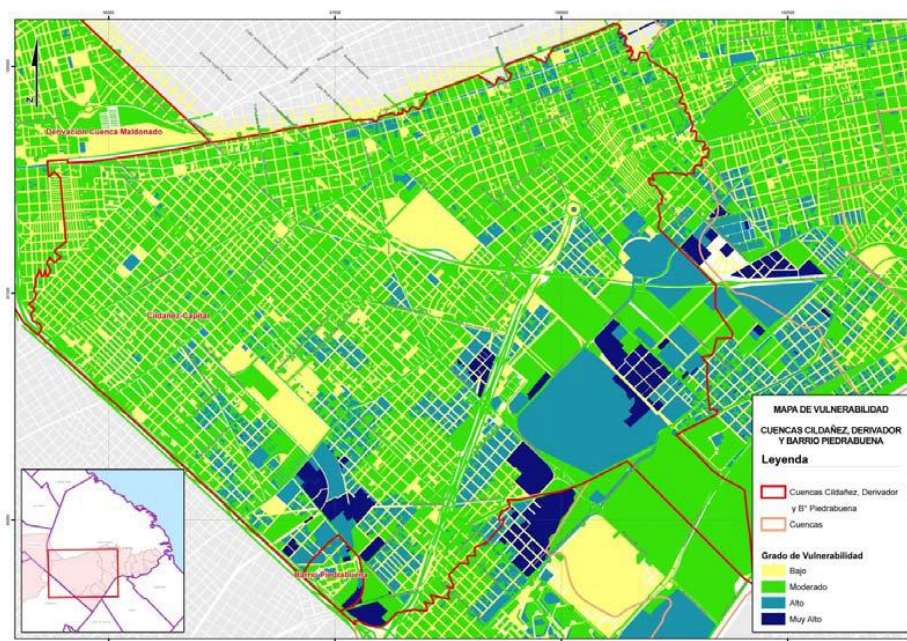 Derivación Cuenca Maldonado
Cildañez-Capital
Barrio Piedrabuena
N
MAPA DE VULNERABILIDAD
CUENCAS CILDAÑEZ, DERIVADOR
Y BARRIO PIEDRABUENA
Leyenda
Cuencas Cildañez, Derivador
y B° Piedrabuena
Cuencas
Grado de Vulnerabilidad
Bajo
Moderado
Alto
Muy Alto